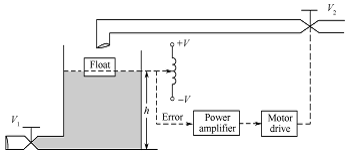 V₂
+V
Float
−V
V₁
h
Error
Power
amplifier
Motor
drive